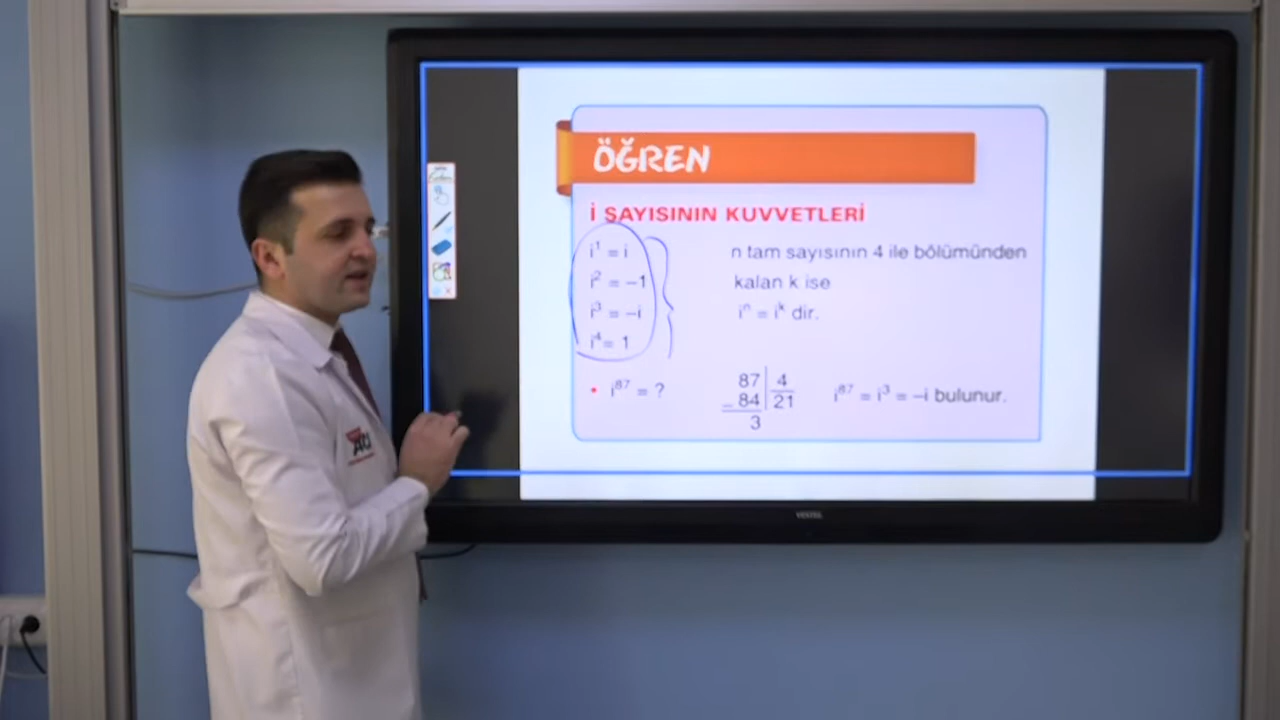 ÖĞREN
İ SAYISININ KUVVETLERİ
i¹ = i
i² = −1
i³ = −i
i⁴ = 1
n tam sayısının 4 ile bölümünden
kalan k ise
iⁿ = iᵏ dir.
• i⁸⁷ = ?
87 | 4
− 84 | 21
3
i⁸⁷ = i³ = −i bulunur.
VESTEL